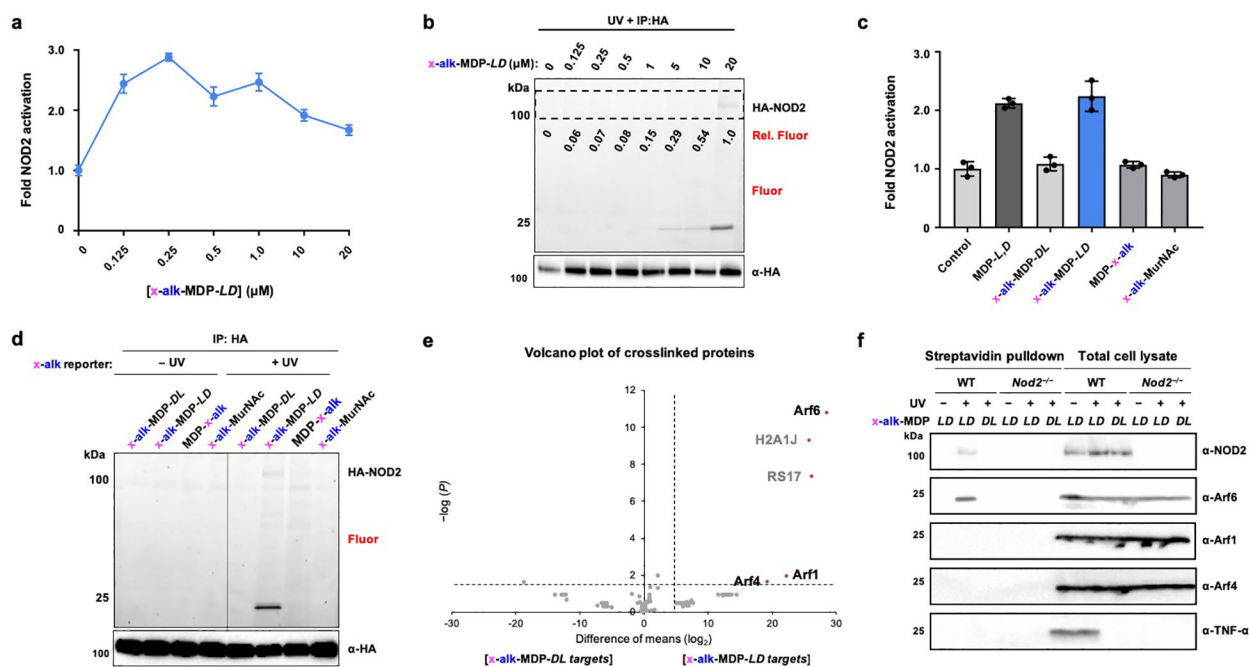 a
Fold NOD2 activation
3.0
2.0
1.0
0
0
0.125
0.25
0.5
1.0
10
20
[x-alk-MDP-LD] (µM)
b
UV + IP:HA
x-alk-MDP-LD (µM): 0 0.125 0.25 0.5 1 5 10 20
kDa
100
HA-NOD2
0 0.06 0.07 0.08 0.15 0.29 0.54 1.0
Rel. Fluor
Fluor
25
100
α-HA
c
Fold NOD2 activation
3.0
2.0
1.0
0
Control
MDP-LD
x-alk-MDP-DL
x-alk-MDP-LD
MDP-x-alk
x-alk-MurNAc
d
IP: HA
x-alk reporter: – UV + UV
x-alk-MDP-DL
x-alk-MDP-LD
MDP-x-alk
x-alk-MurNAc
x-alk-MDP-DL
x-alk-MDP-LD
MDP-x-alk
x-alk-MurNAc
kDa
100
HA-NOD2
Fluor
25
100
α-HA
e
Volcano plot of crosslinked proteins
–log (P)
12
10
8
6
4
2
0
Arf6
H2A1J
RS17
Arf4
Arf1
-30 -20 -10 0 10 20 30
Difference of means (log2)
[x-alk-MDP-DL targets] [x-alk-MDP-LD targets]
f
Streptavidin pulldown Total cell lysate
WT Nod2–/– WT Nod2–/–
– + + – + + – + + – + + UV
x-alk-MDP LD LD DL LD LD DL LD LD DL LD LD DL
kDa
100
α-NOD2
25
α-Arf6
25
α-Arf1
25
α-Arf4
25
α-TNF-α